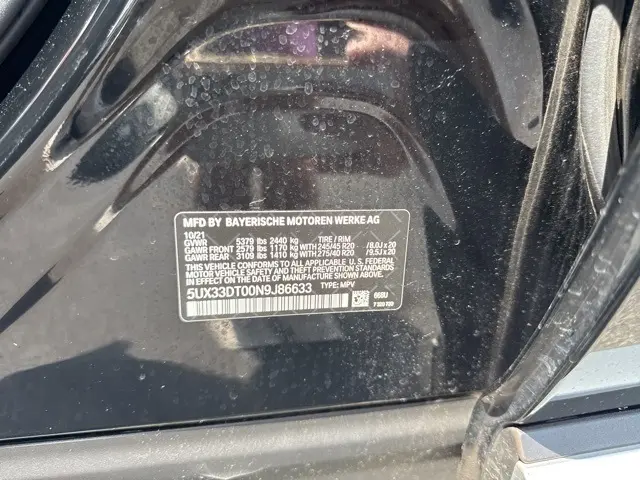 MFD BY BAYERISCHE MOTOREN WERKE AG
10/21
GVWR 5379 lbs 2440 kg TIRE / RIM
GAWR FRONT 2579 lbs 1170 kg WITH 245/45 R20 /8.0J x 20
GAWR REAR 3109 lbs 1410 kg WITH 275/40 R20 /9.5J x 20
THIS VEHICLE CONFORMS TO ALL APPLICABLE U. S. FEDERAL
MOTOR VEHICLE SAFETY AND THEFT PREVENTION STANDARDS IN
EFFECT ON THE DATE OF MANUFACTURE SHOWN ABOVE.
5UX33DT00N9J86633 TYPE: MPV